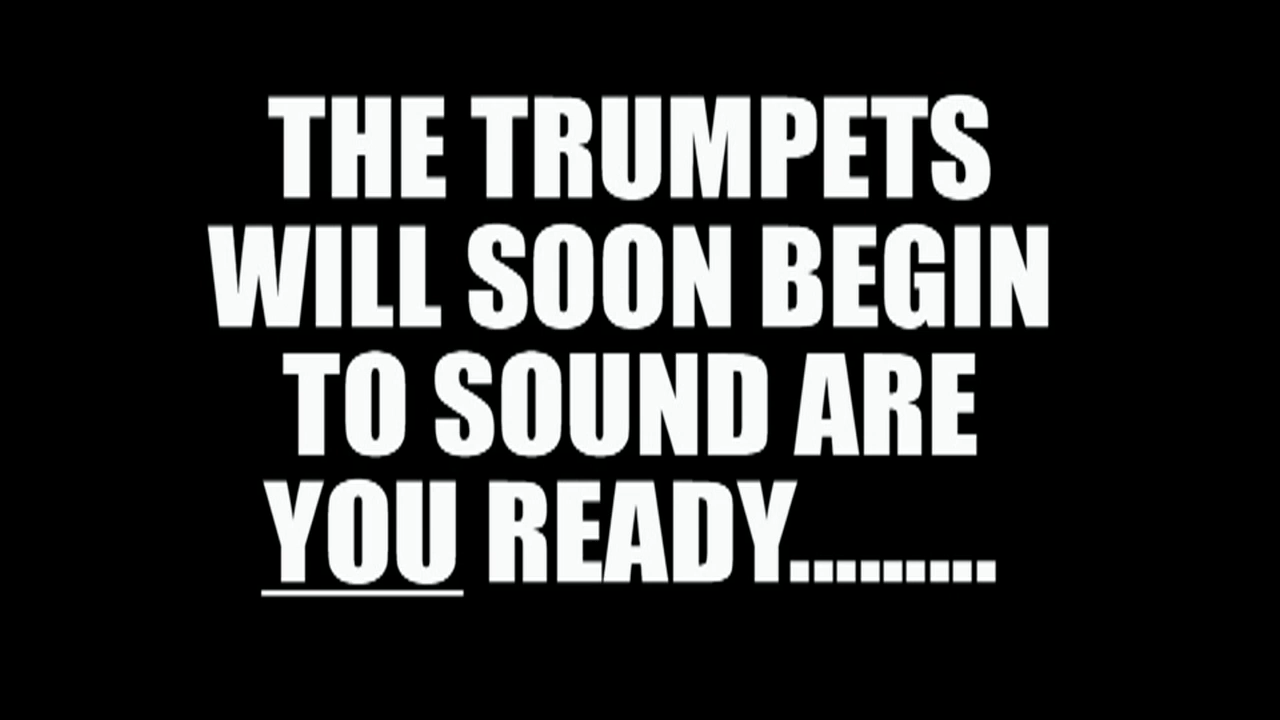 THE TRUMPETS
WILL SOON BEGIN
TO SOUND ARE
YOU READY.........